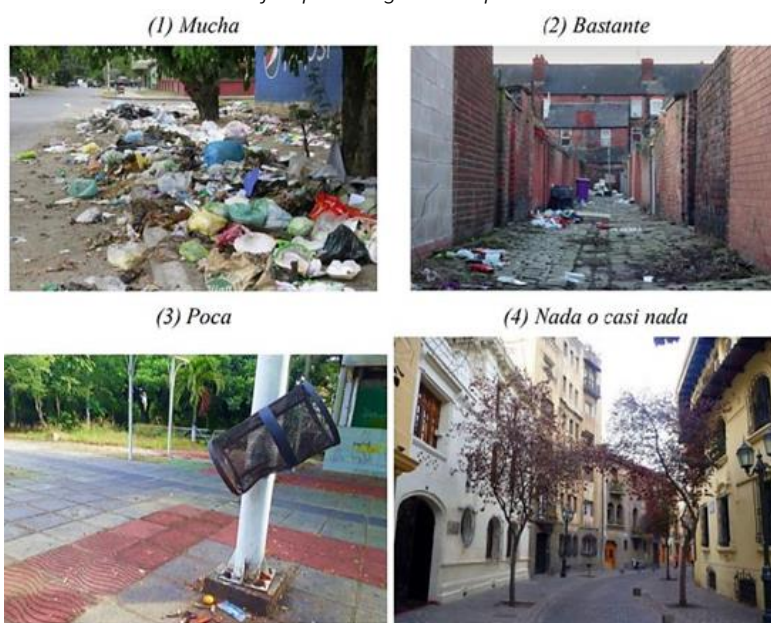 (1) Mucha
(2) Bastante
(3) Poca
(4) Nada o casi nada